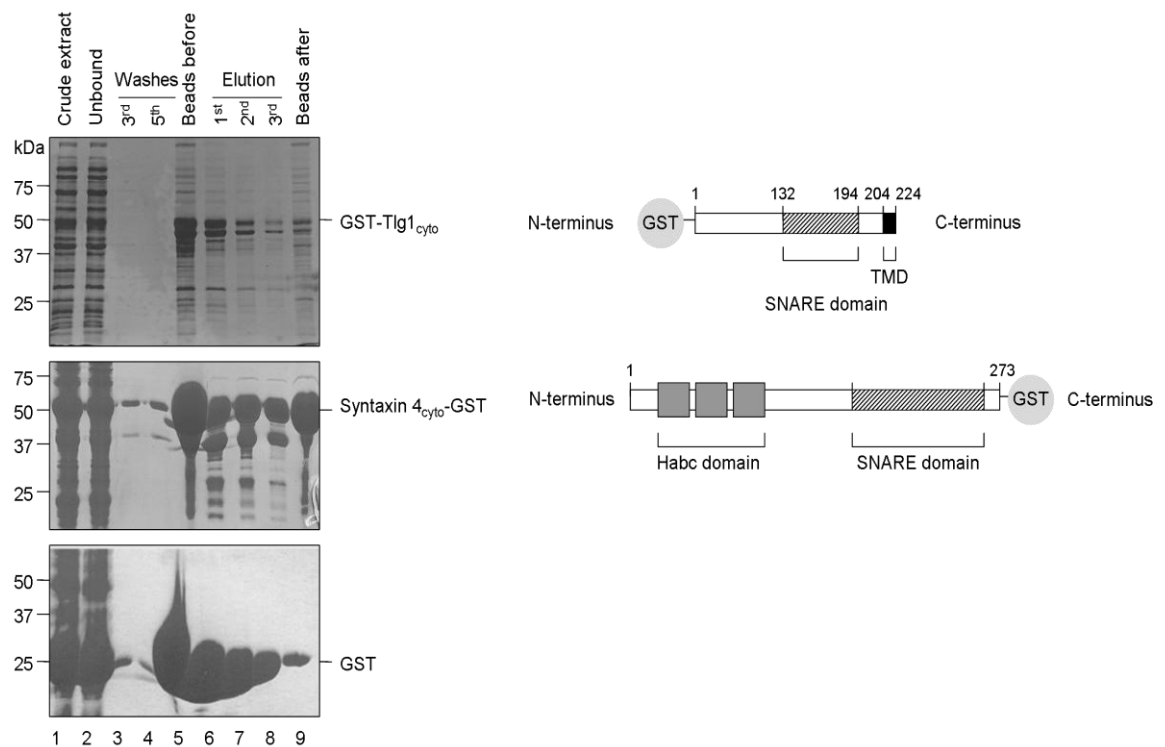 Crude extract
Unbound
Washes
3rd
5th
Beads before
Elution
1st
2nd
3rd
Beads after
kDa
75
50
37
25
GST-Tlg1cyto
75
50
37
25
Syntaxin 4cyto-GST
50
37
25
GST
1 2 3 4 5 6 7 8 9
1 132 194 204 224
N-terminus GST C-terminus
TMD
SNARE domain
1 273
N-terminus GST C-terminus
Habc domain SNARE domain